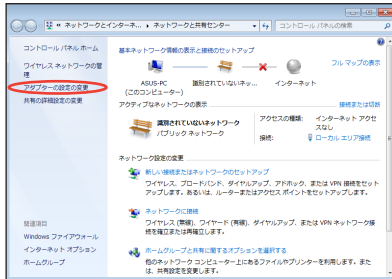 « ネットワークとインターネ... ▸ ネットワークと共有センター
コントロール パネルの検索
コントロール パネル ホーム
ワイヤレス ネットワークの管理
アダプターの設定の変更
共有の詳細設定の変更
関連項目
Windows ファイアウォール
インターネット オプション
ホームグループ
基本ネットワーク情報の表示と接続のセットアップ
フル マップの表示
ASUS-PC
(このコンピューター)
識別されていないネッ...
インターネット
アクティブなネットワークの表示
接続または切断
識別されていないネットワーク
パブリック ネットワーク
アクセスの種類: インターネット アクセスなし
接続: ローカル エリア接続
ネットワーク設定の変更
新しい接続またはネットワークのセットアップ
ワイヤレス、ブロードバンド、ダイヤルアップ、アドホック、または VPN 接続をセット
アップします。あるいは、ルーターまたはアクセス ポイントをセットアップします。
ネットワークに接続
ワイヤレス (無線)、ワイヤード (有線)、ダイヤルアップ、または VPN ネットワーク接
続を確立または再確立します。
ホームグループと共有に関するオプションを選択する
他のネットワーク コンピューター上にあるファイルやプリンターを利用します。また
は、共有設定を変更します。